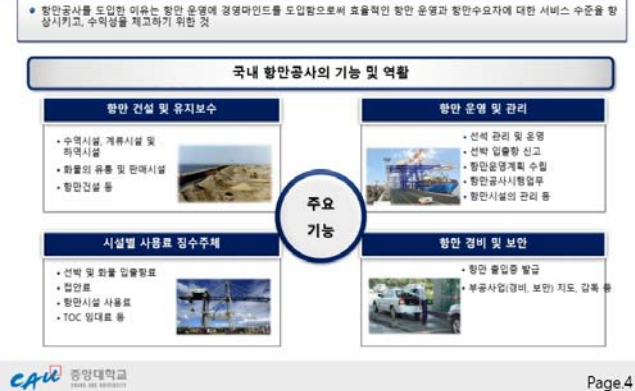 항만공사를 도입한 이유는 항만 운영에 경영마인드를 도입함으로써 효율적인 항만 운영과 항만수요자에 대한 서비스 수준을 향
상시키고, 수익성을 제고하기 위한 것
국내 항만공사의 기능 및 역활
항만 건설 및 유지보수
• 수역시설, 계류시설 및
하역시설
• 화물의 유통 및 판매시설
• 항만건설 등
항만 운영 및 관리
• 선석 관리 및 운영
• 선박 입출항 신고
• 항만운영계획 수립
• 항만공사시행업무
• 항만시설의 관리 등
주요
기능
시설별 사용료 징수주체
• 선박 및 화물 입출항료
• 접안료
• 항만시설 사용료
• TOC 임대료 등
항만 경비 및 보안
• 항만 출입증 발급
• 부공사업(경비, 보안) 지도, 감독 등
CAU 중앙대학교
Page.4